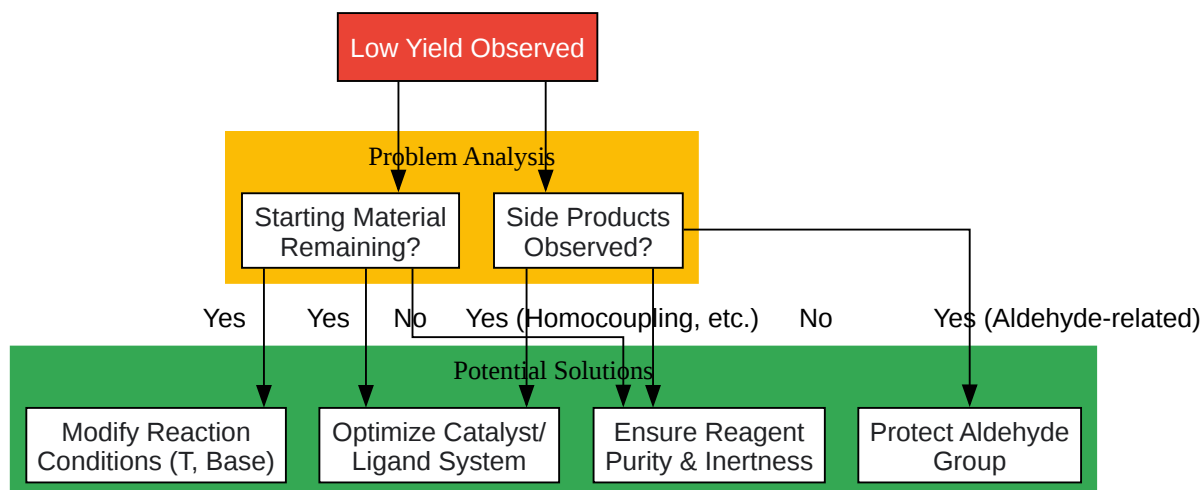 Low Yield Observed
Problem Analysis
Starting Material
Remaining?
Side Products
Observed?
Yes
Yes
No
Yes (Homocoupling, etc.)
No
Yes (Aldehyde-related)
Potential Solutions
Modify Reaction
Conditions (T, Base)
Optimize Catalyst/
Ligand System
Ensure Reagent
Purity & Inertness
Protect Aldehyde
Group